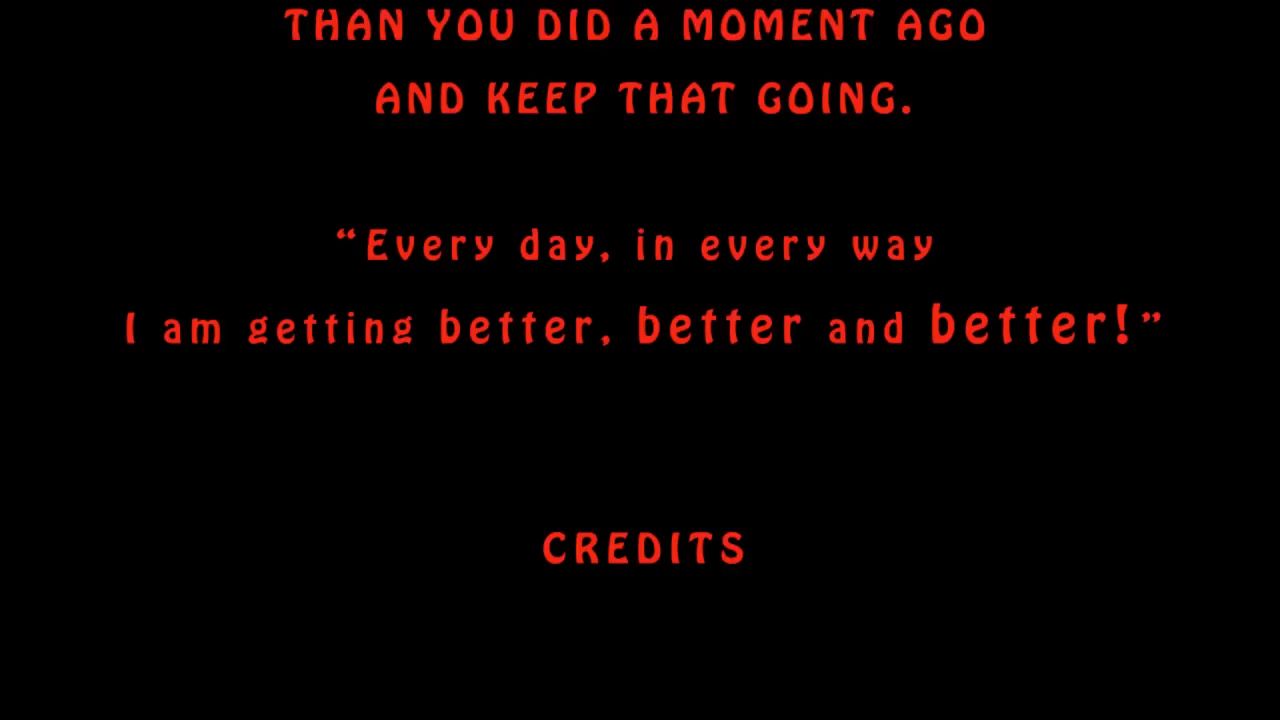 THAN YOU DID A MOMENT AGO
AND KEEP THAT GOING.
“Every day, in every way
I am getting better, better and better!”
CREDITS